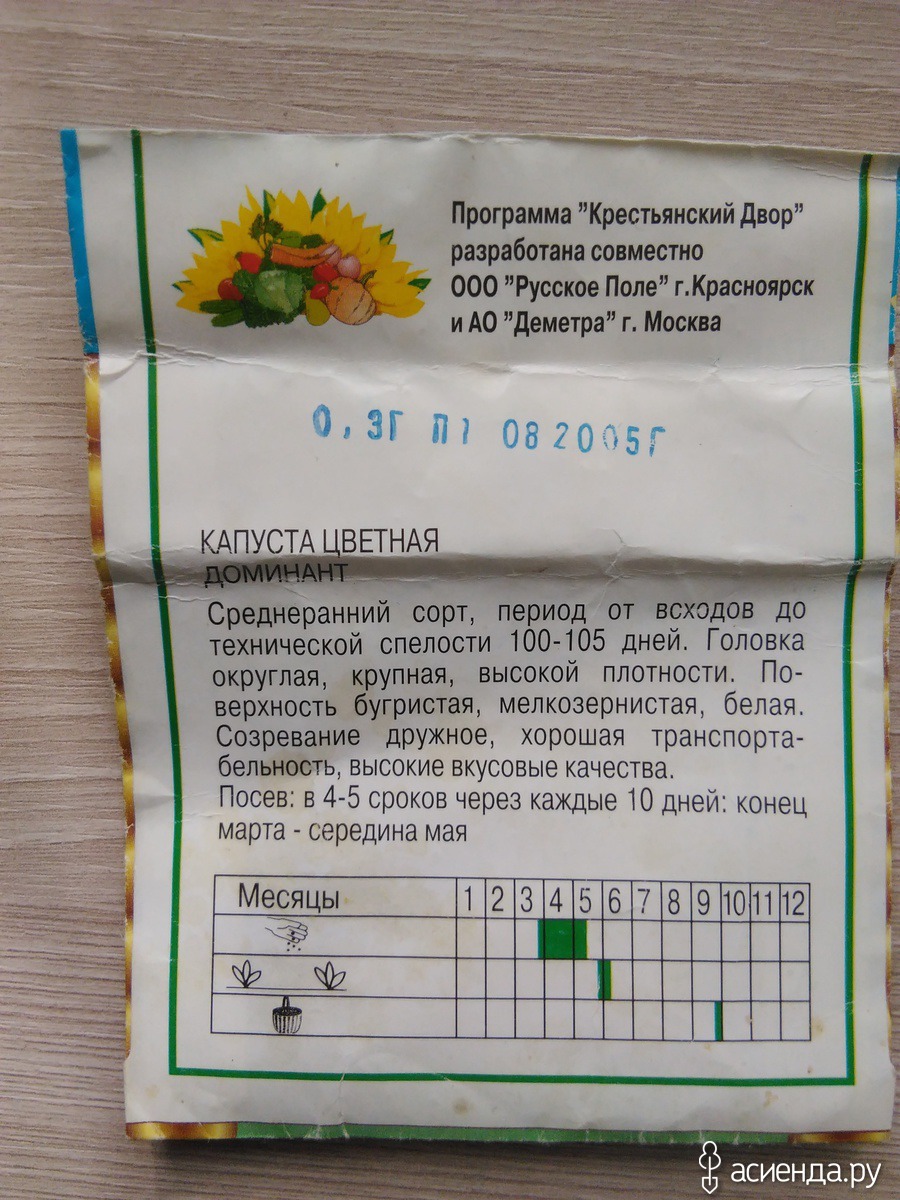 Программа "Крестьянский Двор"
разработана совместно
ООО "Русское Поле" г.Красноярск
и АО "Деметра" г. Москва
0,3Г П1 082005Г
КАПУСТА ЦВЕТНАЯ
ДОМИНАНТ
Среднеранний сорт, период от всходов до
технической спелости 100-105 дней. Головка
округлая, крупная, высокой плотности. По-
верхность бугристая, мелкозернистая, белая.
Созревание дружное, хорошая транспорта-
бельность, высокие вкусовые качества.
Посев: в 4-5 сроков через каждые 10 дней: конец
марта - середина мая
Месяцы 1 2 3 4 5 6 7 8 9 10 11 12
асиенда.ру